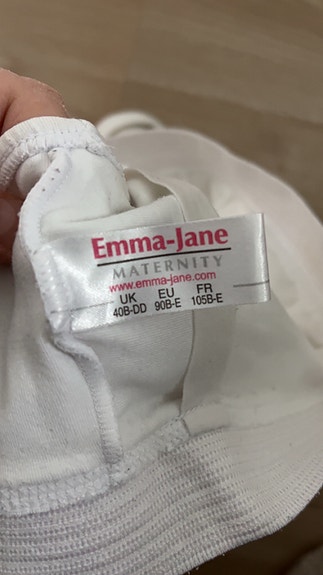 Emma-Jane
MATERNITY
www.emma-jane.com
UK EU FR
40B-DD 90B-E 105B-E